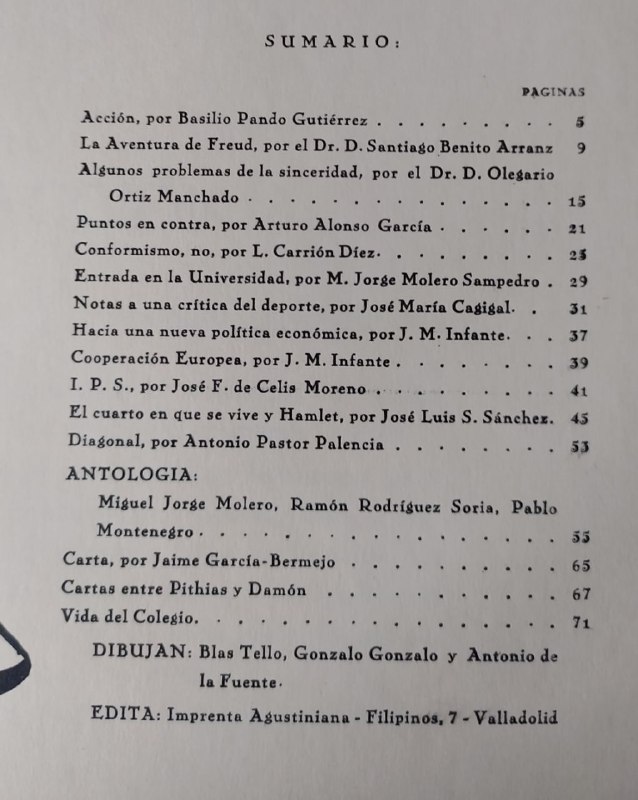 SUMARIO:
PAGINAS
Acción, por Basilio Pando Gutiérrez . . . . . . . . . 5
La Aventura de Freud, por el Dr. D. Santiago Benito Arranz 9
Algunos problemas de la sinceridad, por el Dr. D. Olegario
Ortiz Manchado . . . . . . . . . . . . . . 15
Puntos en contra, por Arturo Alonso García . . . . . . 21
Conformismo, no, por L. Carrión Díez. . . . . . . . 25
Entrada en la Universidad, por M. Jorge Molero Sampedro . 29
Notas a una crítica del deporte, por José María Cagigal. . 31
Hacía una nueva política económica, por J. M. Infante. . . 37
Cooperación Europea, por J. M. Infante . . . . . . . 39
I. P. S., por José F. de Celis Moreno . . . . . . . . . 41
El cuarto en que se vive y Hamlet, por José Luis S. Sánchez. 45
Diagonal, por Antonio Pastor Palencia . . . . . . . . 53
ANTOLOGIA:
Miguel Jorge Molero, Ramón Rodríguez Soria, Pablo
Montenegro . . . . . . . . . . . . . . 55
Carta, por Jaime García-Bermejo . . . . . . . . . . 65
Cartas entre Pithias y Damón . . . . . . . . . . . 67
Vida del Colegio. . . . . . . . . . . . . . . . 71
DIBUJAN: Blas Tello, Gonzalo Gonzalo y Antonio de
la Fuente.
EDITA: Imprenta Agustiniana - Filipinos, 7 - Valladolid